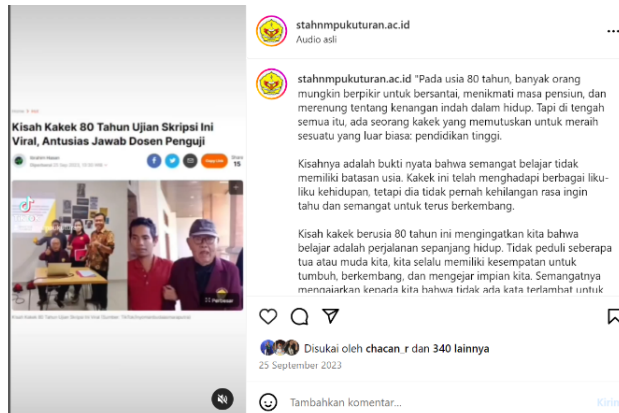 stahnmpukuturan.ac.id
Audio asli
Kisah Kakek 80 Tahun Ujian Skripsi Ini
Viral, Antusias Jawab Dosen Penguji
Share
15
Perbesar
stahnmpukuturan.ac.id "Pada usia 80 tahun, banyak orang
mungkin berpikir untuk bersantai, menikmati masa pensiun, dan
merenung tentang kenangan indah dalam hidup. Tapi di tengah
semua itu, ada seorang kakek yang memutuskan untuk meraih
sesuatu yang luar biasa: pendidikan tinggi.
Kisahnya adalah bukti nyata bahwa semangat belajar tidak
memiliki batasan usia. Kakek ini telah menghadapi berbagai liku-
liku kehidupan, tetapi dia tidak pernah kehilangan rasa ingin
tahu dan semangat untuk terus berkembang.
Kisah kakek berusia 80 tahun ini mengingatkan kita bahwa
belajar adalah perjalanan sepanjang hidup. Tidak peduli seberapa
tua atau muda kita, kita selalu memiliki kesempatan untuk
tumbuh, berkembang, dan mengejar impian kita. Semangatnya
mengajarkan kepada kita bahwa tidak ada kata terlambat untuk
Disukai oleh chacan_r dan 340 lainnya
25 September 2023
Tambahkan komentar...
Kirim